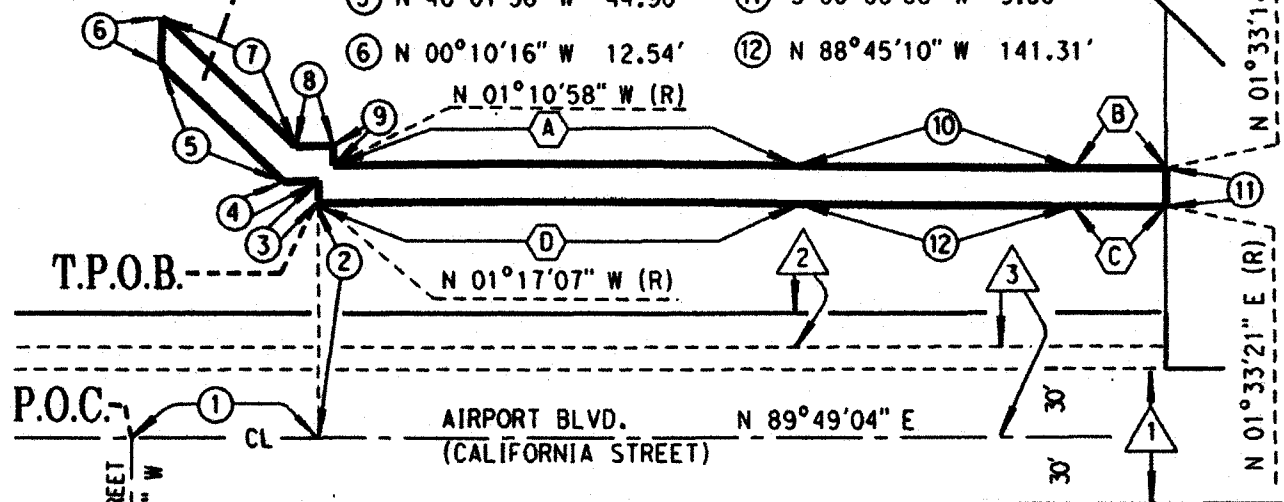 ⑥ ⑦ ⑧ ⑨
⑥ N 00°10'16" W 12.54' ⑫ N 88°45'10" W 141.31'
N 01°10'58" W (R)
A ⑩ B
⑤ ④ ③ ② ⑪
D ⑫ C
T.P.O.B.
N 01°17'07" W (R)
2 3
N 01°33'21" E (R)
P.O.C. ①
CL
AIRPORT BLVD. N 89°49'04" E
(CALIFORNIA STREET)
30'
30'
1
" W